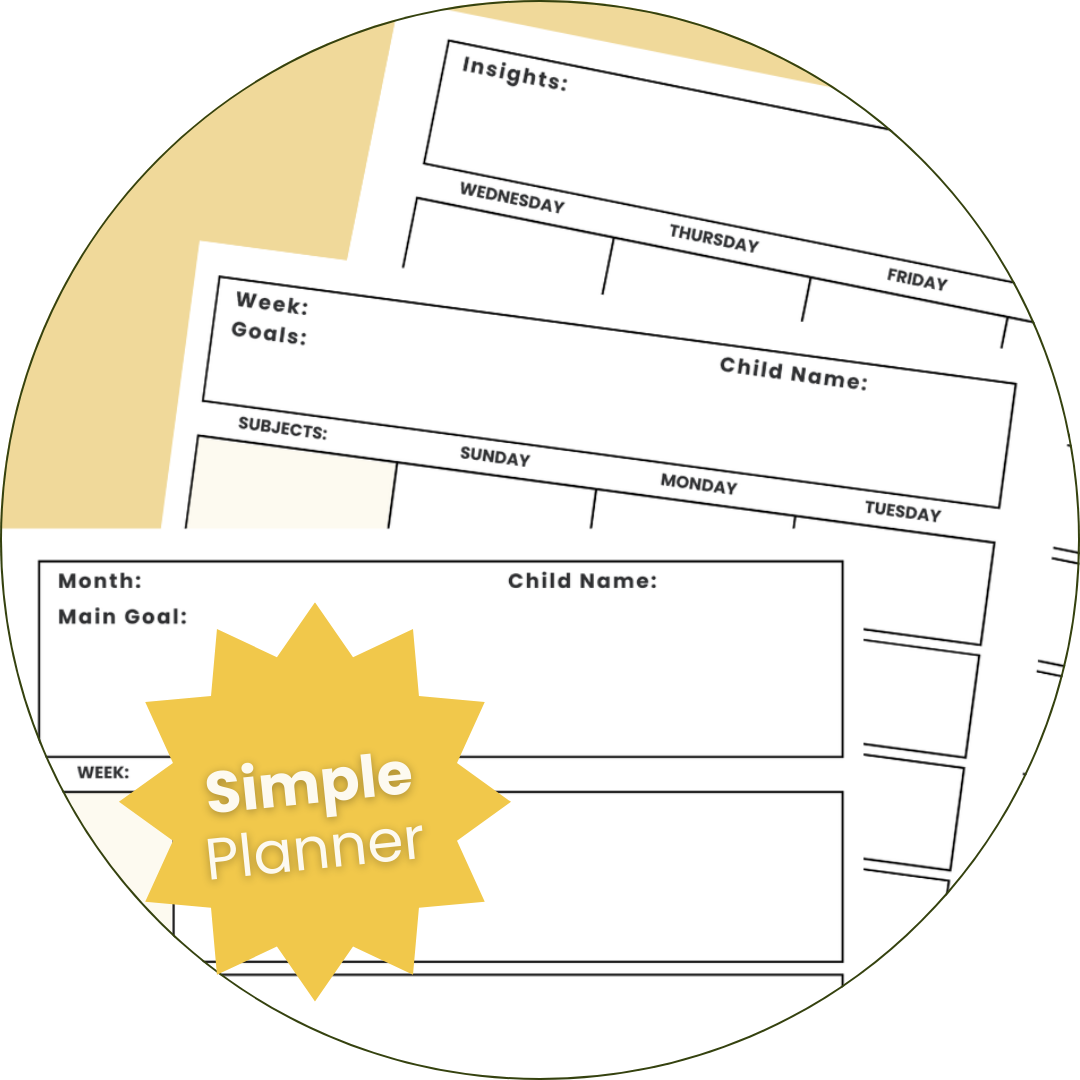 Insights:
WEDNESDAY THURSDAY FRIDAY
Week:
Goals:
Child Name:
SUBJECTS: SUNDAY MONDAY TUESDAY
Month: Child Name:
Main Goal:
WEEK:
Simple
Planner